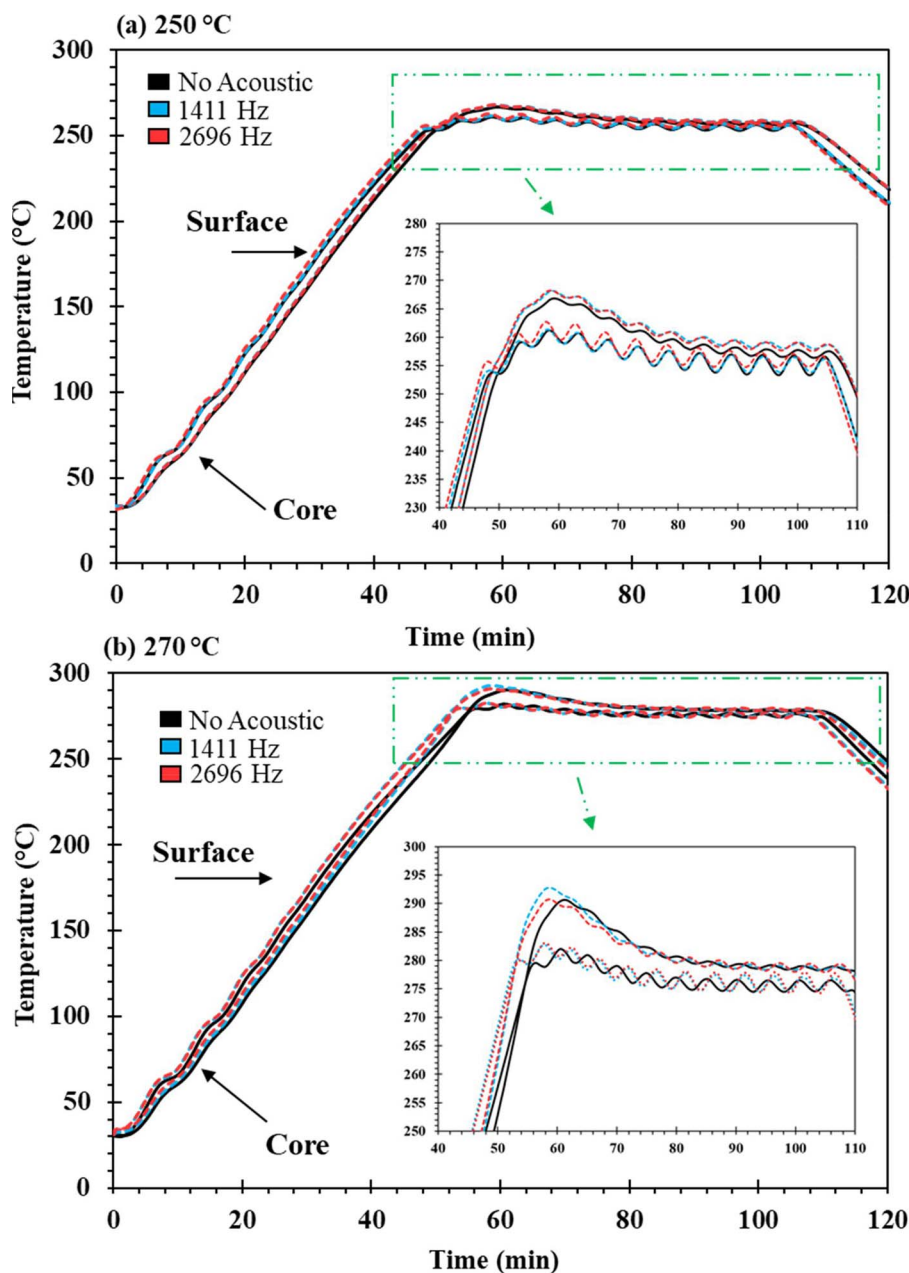 (a) 250 °C
300
250
200
150
100
50
0
Temperature (°C)
No Acoustic
1411 Hz
2696 Hz
Surface
Core
280
275
270
265
260
255
250
245
240
235
230
40 50 60 70 80 90 100 110
0 20 40 60 80 100 120
Time (min)
(b) 270 °C
300
250
200
150
100
50
0
Temperature (°C)
No Acoustic
1411 Hz
2696 Hz
Surface
Core
300
295
290
285
280
275
270
265
260
255
250
40 50 60 70 80 90 100 110
0 20 40 60 80 100 120
Time (min)